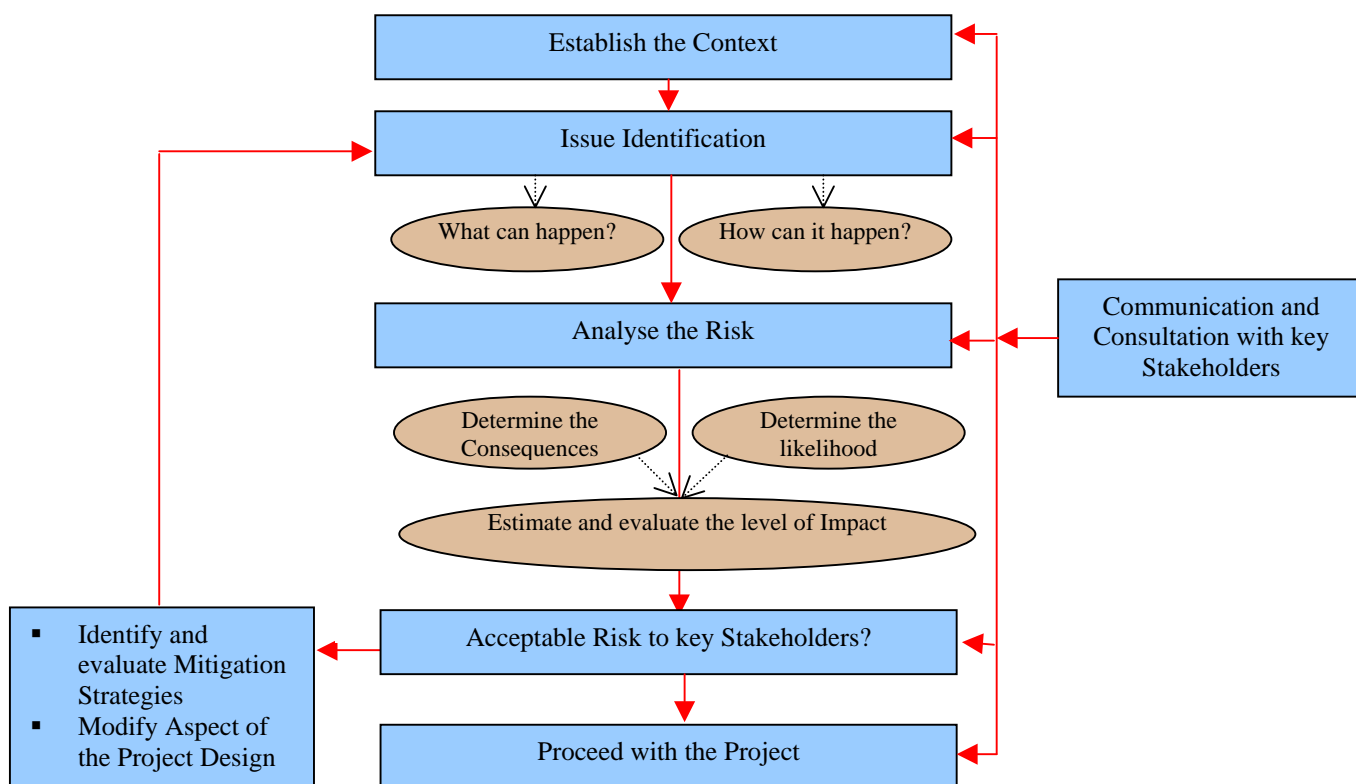 Establish the Context
Issue Identification
What can happen?
How can it happen?
Analyse the Risk
Communication and
Consultation with key
Stakeholders
Determine the
Consequences
Determine the
likelihood
Estimate and evaluate the level of Impact
▪ Identify and
evaluate Mitigation
Strategies
▪ Modify Aspect of
the Project Design
Acceptable Risk to key Stakeholders?
Proceed with the Project